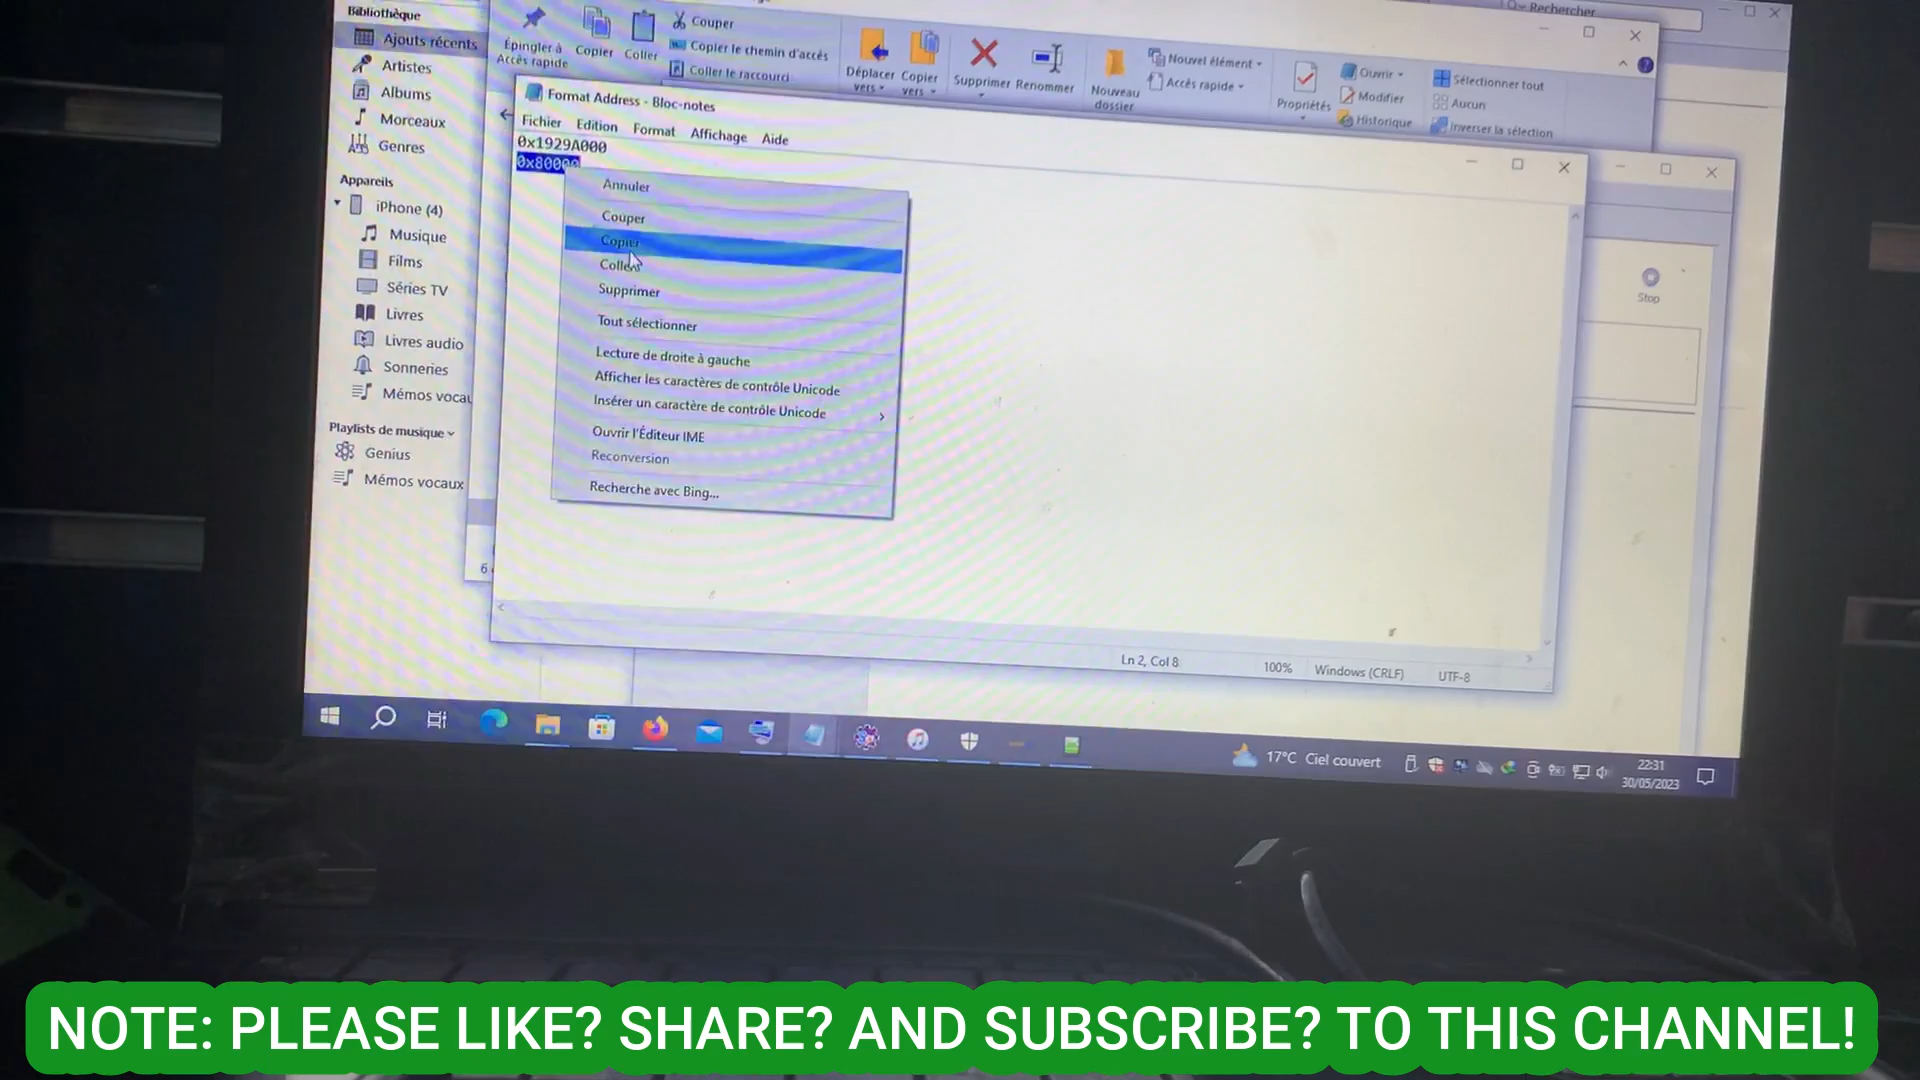 Bibliothèque
Ajouts récents
Artistes
Albums
Morceaux
Genres
Appareils
iPhone (4)
Musique
Films
Séries TV
Livres
Livres audio
Sonneries
Mémos vocau
Playlists de musique
Genius
Mémos vocaux
Épingler à
Accès rapide
Copier
Coller
Couper
Copier le chemin d'accès
Coller le raccourci
Déplacer
vers
Copier
vers
Supprimer
Renommer
Nouveau
dossier
Nouvel élément
Accès rapide
Propriétés
Ouvrir
Modifier
Historique
Sélectionner tout
Aucun
Inverser la sélection
Rechercher
Format Address - Bloc-notes
Fichier Edition Format Affichage Aide
0x1929A000
0x80000
Annuler
Couper
Copier
Coller
Supprimer
Tout sélectionner
Lecture de droite à gauche
Afficher les caractères de contrôle Unicode
Insérer un caractère de contrôle Unicode
Ouvrir l'Éditeur IME
Reconversion
Recherche avec Bing...
Stop
6
Ln 2, Col 8
100%
Windows (CRLF)
UTF-8
17°C Ciel couvert
22:31
30/05/2023
NOTE: PLEASE LIKE? SHARE? AND SUBSCRIBE? TO THIS CHANNEL!